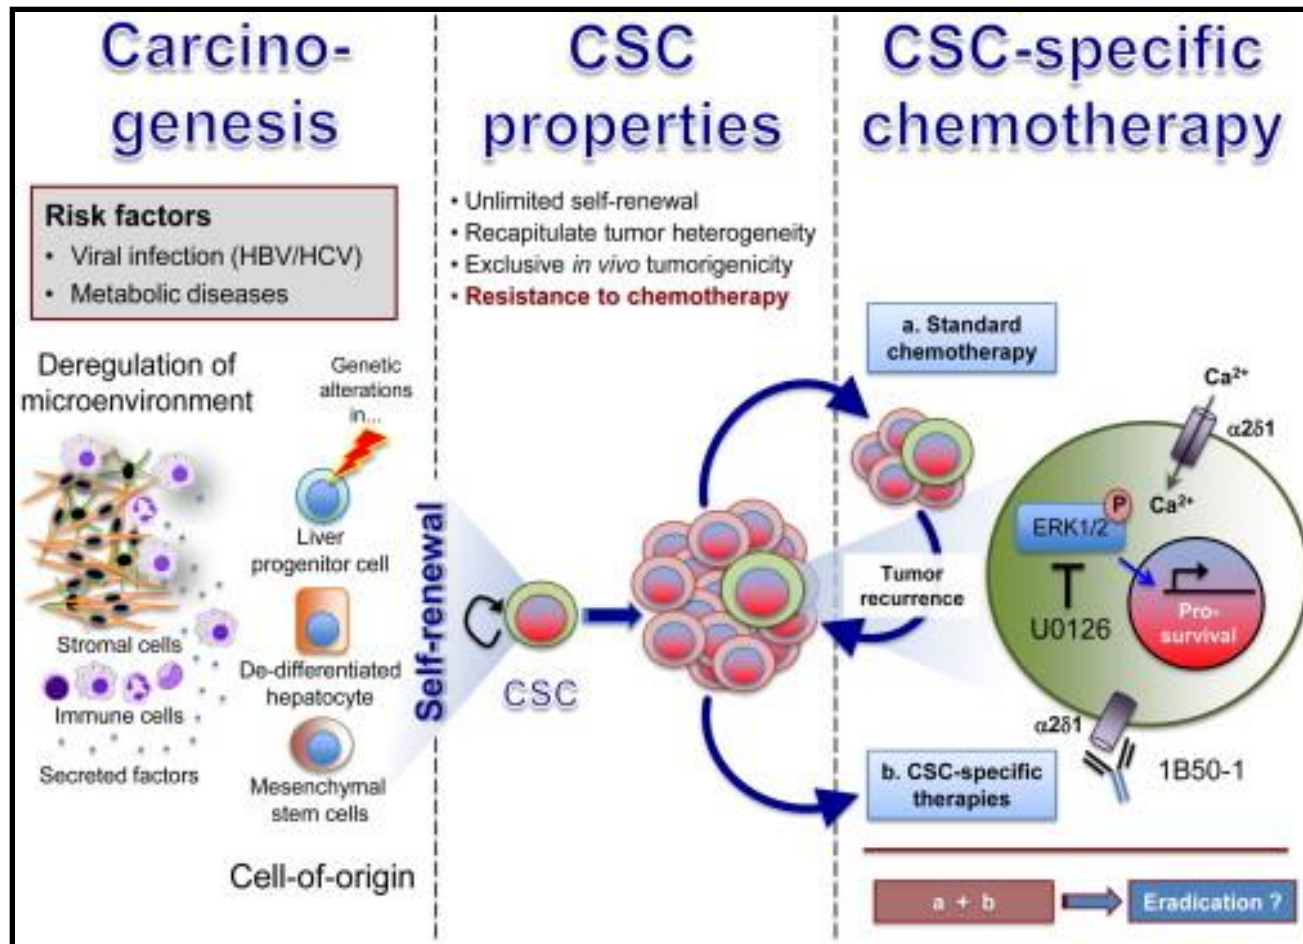 Carcino-
genesis
Risk factors
• Viral infection (HBV/HCV)
• Metabolic diseases
Deregulation of
microenvironment
Genetic
alterations
in...
Stromal cells
Immune cells
Secreted factors
Liver
progenitor cell
De-differentiated
hepatocyte
Mesenchymal
stem cells
Cell-of-origin
CSC
properties
• Unlimited self-renewal
• Recapitulate tumor heterogeneity
• Exclusive in vivo tumorigenicity
• Resistance to chemotherapy
Self-renewal
CSC
CSC-specific
chemotherapy
a. Standard
chemotherapy
Tumor
recurrence
Ca²⁺
α2δ1
Ca²⁺
P
ERK1/2
U0126
Pro-
survival
α2δ1
1B50-1
b. CSC-specific
therapies
a + b
Eradication ?